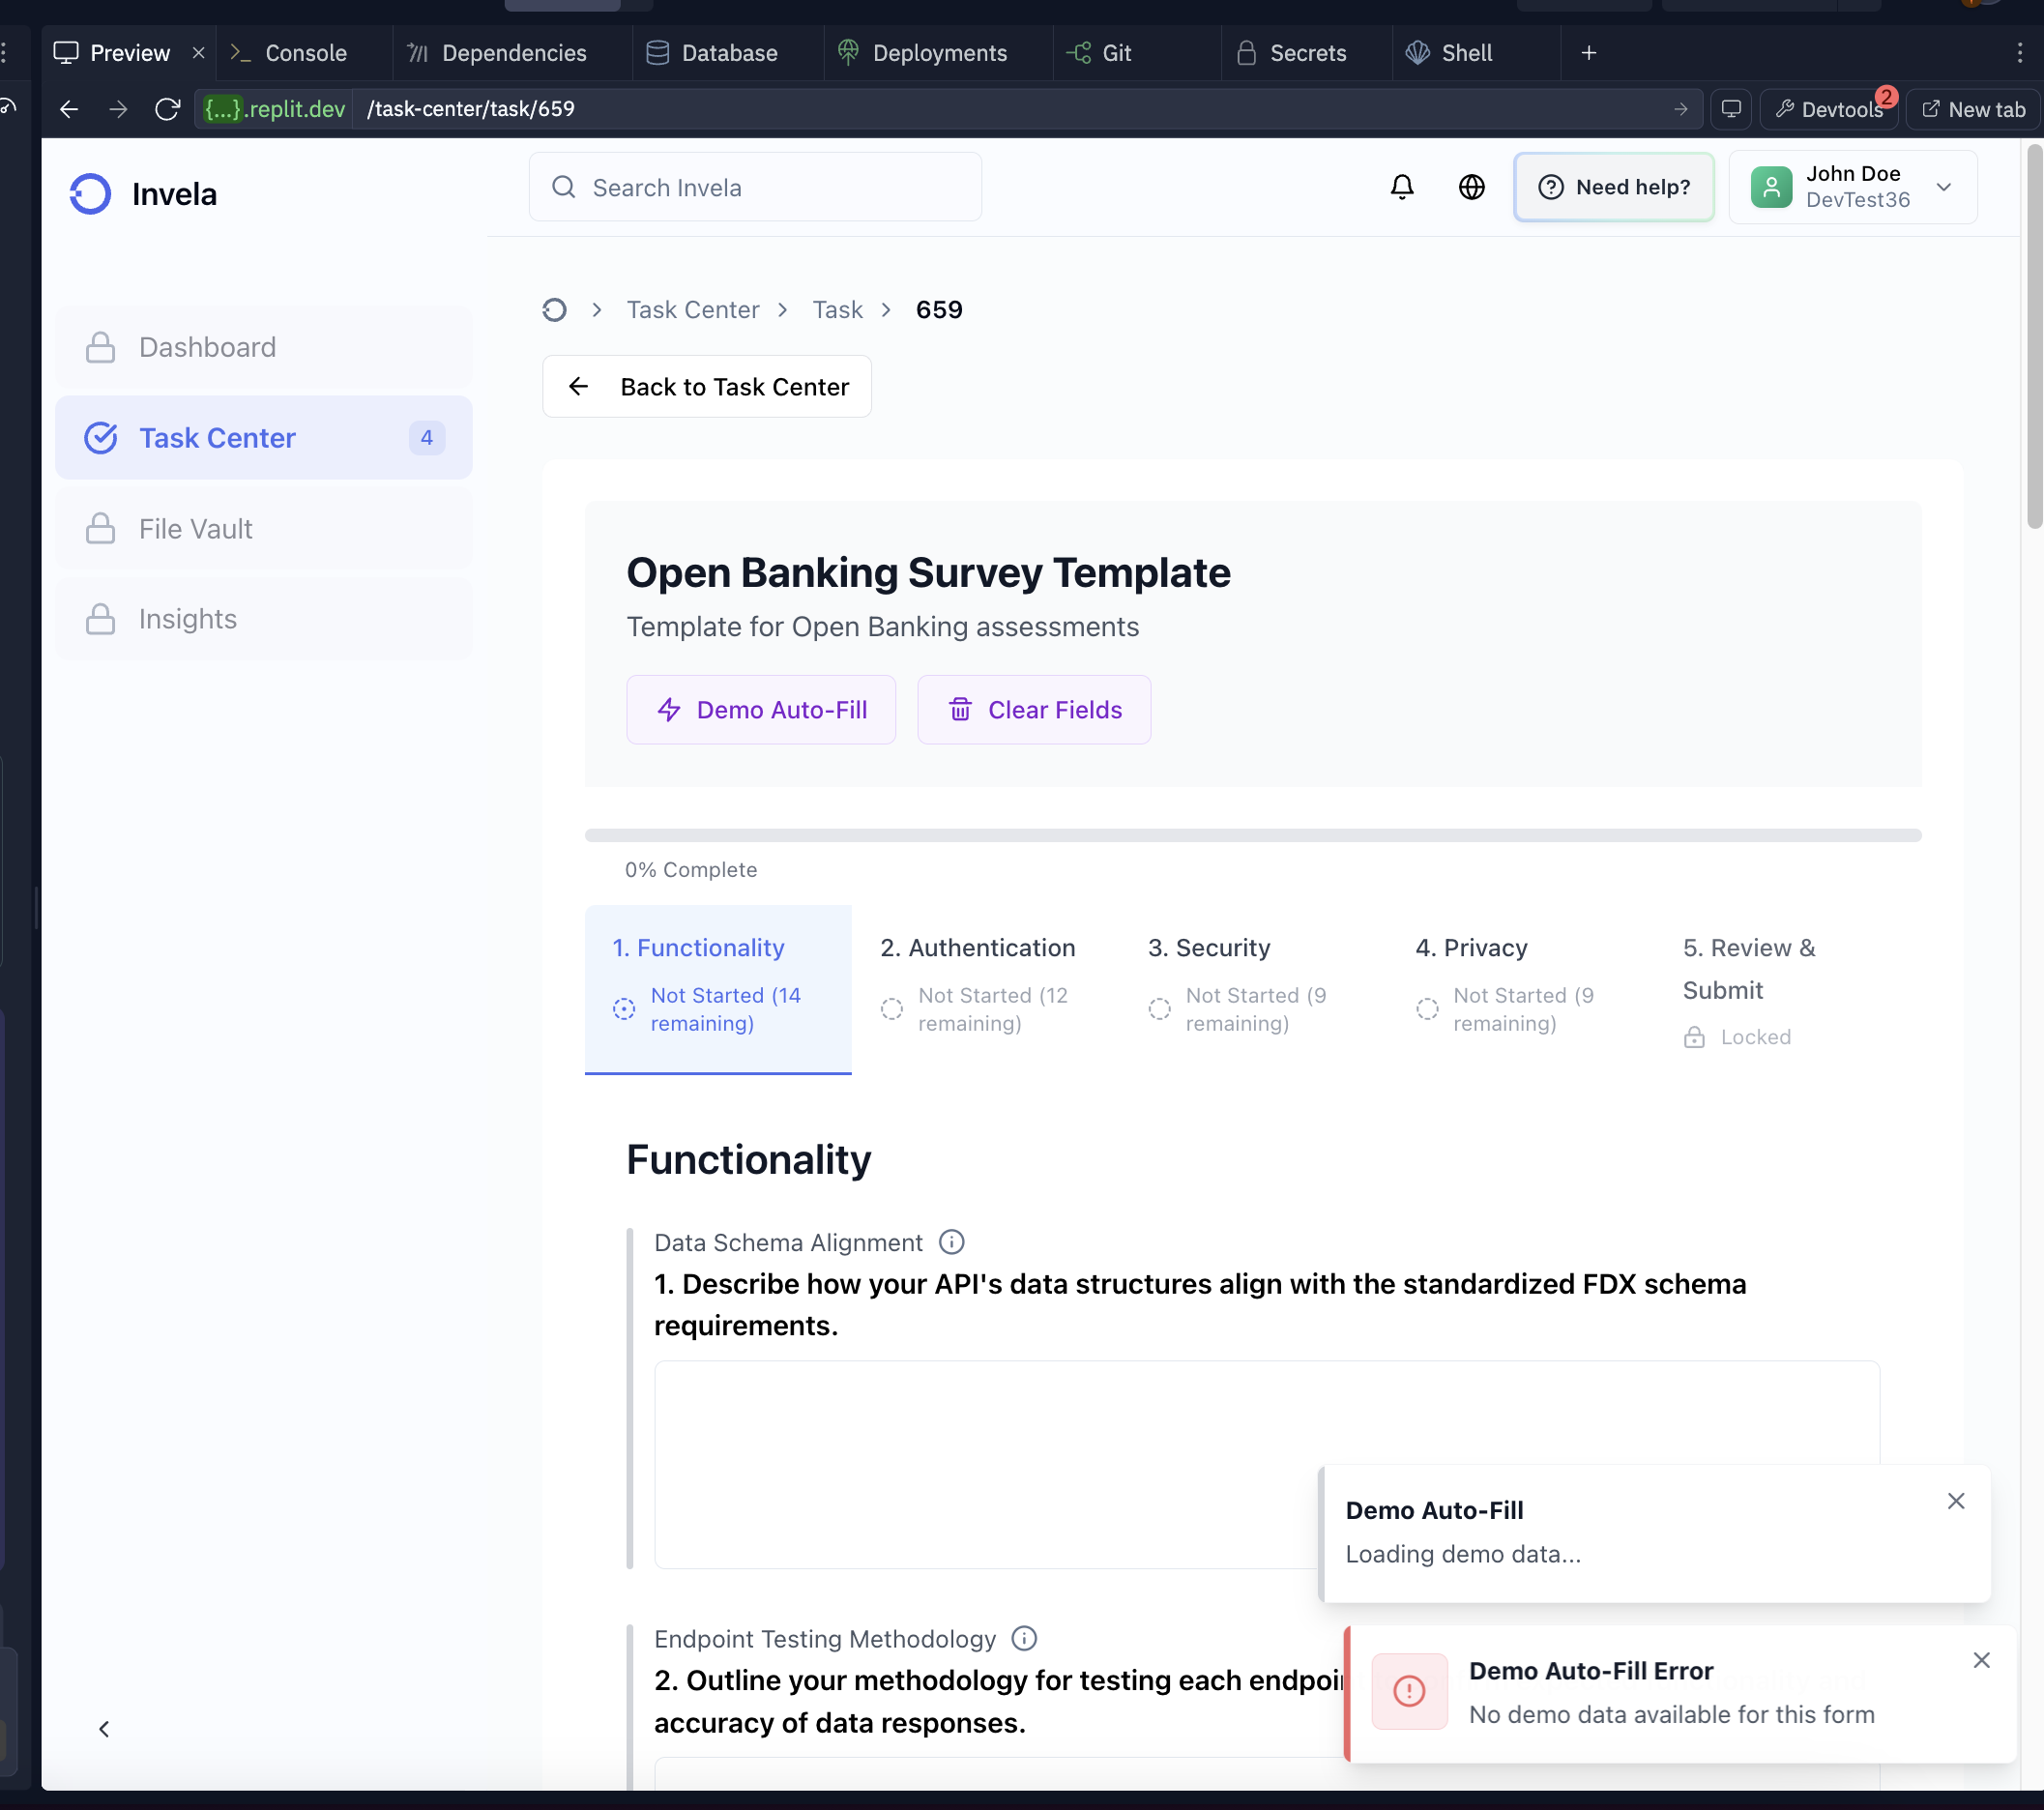 Preview
Console
Dependencies
Database
Deployments
Git
Secrets
Shell
{...}.replit.dev
/task-center/task/659
Devtools
2
New tab
Invela
Search Invela
Need help?
John Doe
DevTest36
Dashboard
Task Center
4
File Vault
Insights
Task Center
Task
659
Back to Task Center
Open Banking Survey Template
Template for Open Banking assessments
Demo Auto-Fill
Clear Fields
0% Complete
1. Functionality
Not Started (14
remaining)
2. Authentication
Not Started (12
remaining)
3. Security
Not Started (9
remaining)
4. Privacy
Not Started (9
remaining)
5. Review &
Submit
Locked
Functionality
Data Schema Alignment
1. Describe how your API's data structures align with the standardized FDX schema
requirements.
Endpoint Testing Methodology
2. Outline your methodology for testing each
accuracy of data responses.
Demo Auto-Fill
Loading demo data...
Demo Auto-Fill Error
No demo data available for this form